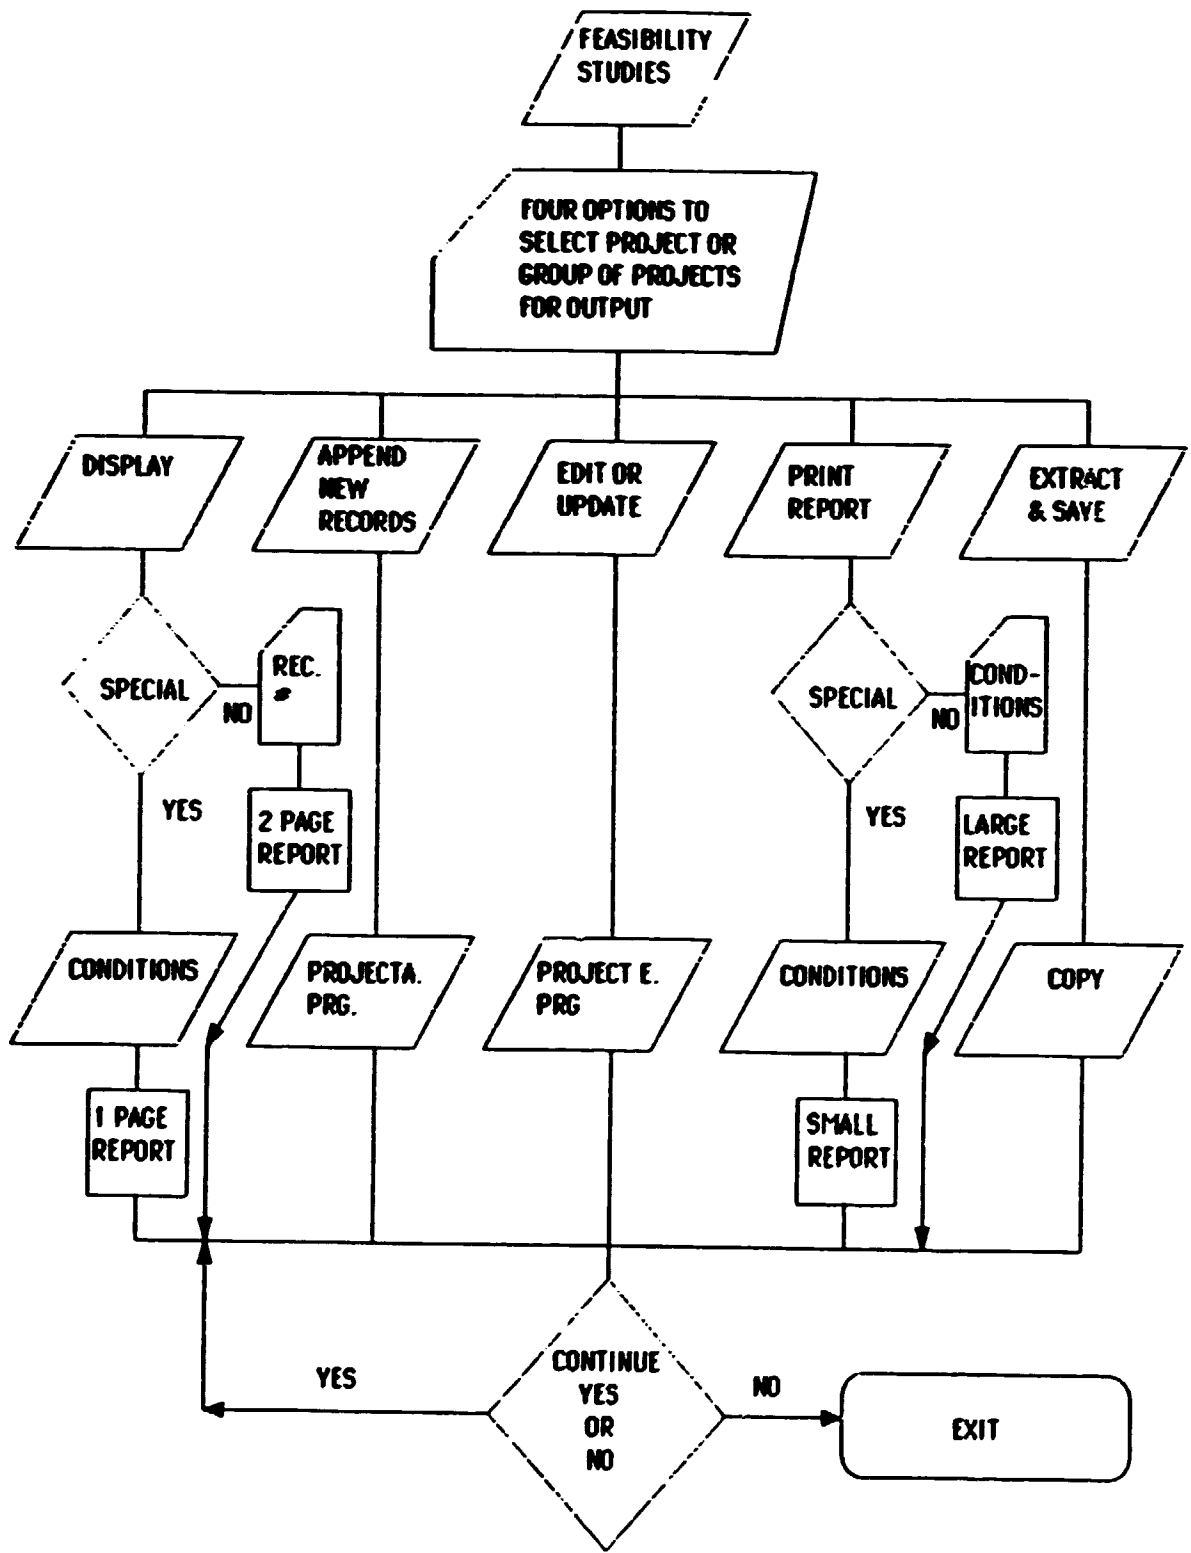 FEASIBILITY
STUDIES
FOUR OPTIONS TO
SELECT PROJECT OR
GROUP OF PROJECTS
FOR OUTPUT
DISPLAY
APPEND
NEW
RECORDS
EDIT OR
UPDATE
PRINT
REPORT
EXTRACT
& SAVE
SPECIAL
NO
REC.
#
YES
2 PAGE
REPORT
SPECIAL
NO
COND-
ITIONS
YES
LARGE
REPORT
CONDITIONS
PROJECTA.
PRG.
PROJECT E.
PRG
CONDITIONS
COPY
1 PAGE
REPORT
SMALL
REPORT
CONTINUE
YES
OR
NO
YES
NO
EXIT